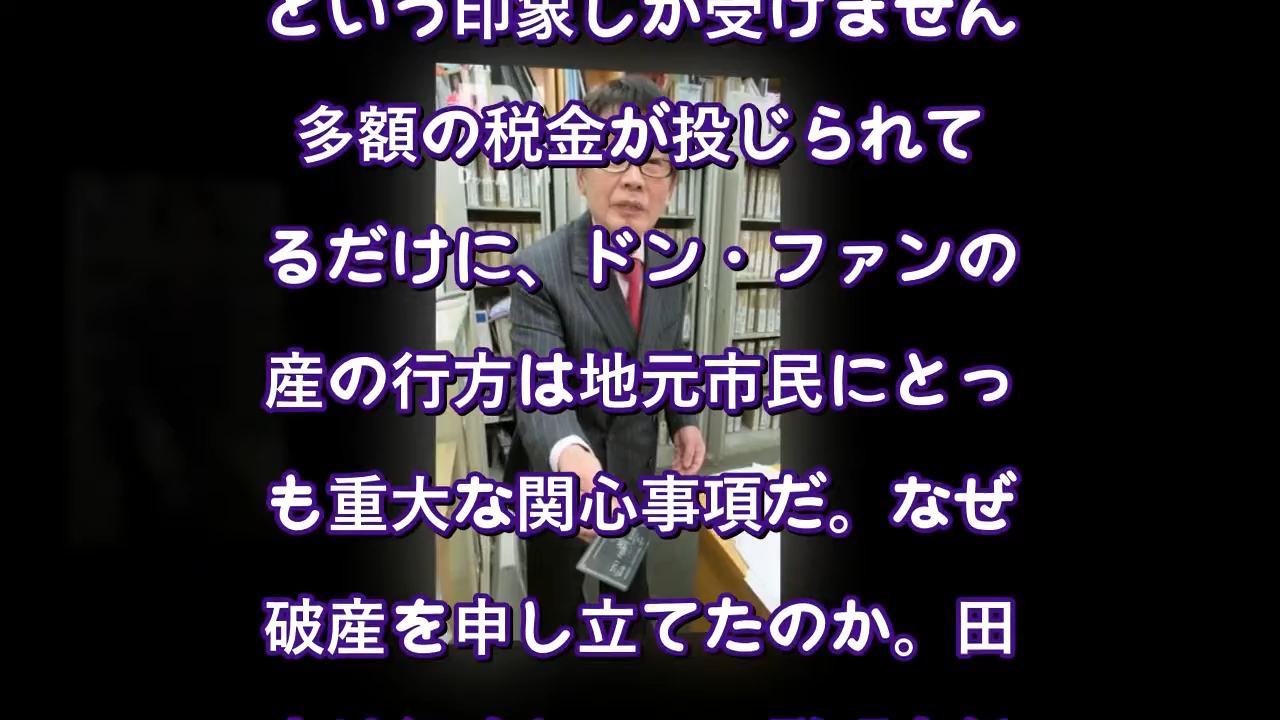 という印象しか受けません
多額の税金が投じられて
るだけに、ドン・ファンの
産の行方は地元市民にとっ
も重大な関心事項だ。なぜ
破産を申し立てたのか。田